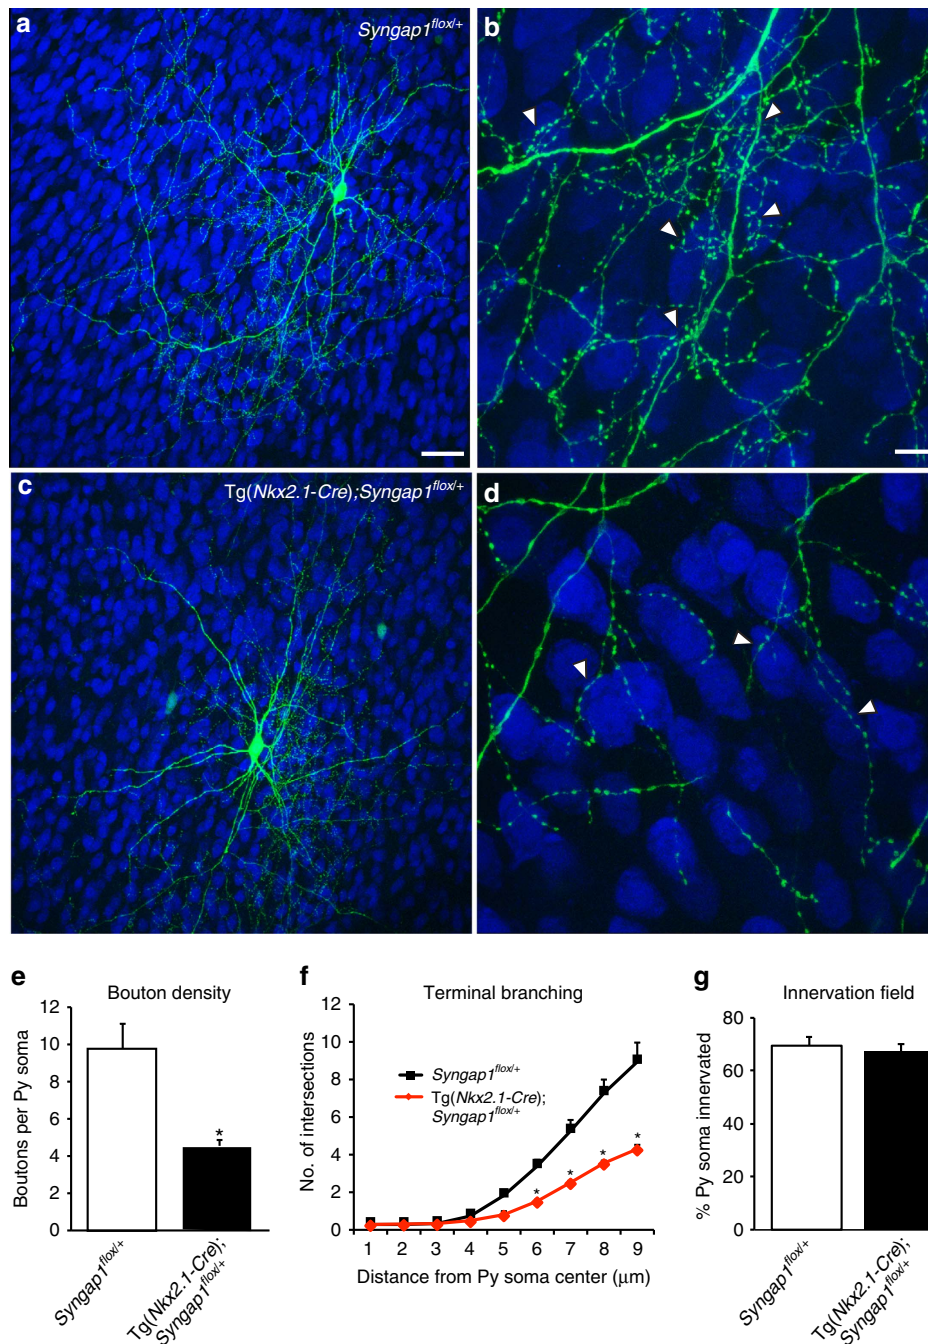 a
Syngap1flox/+
b
c
Tg(Nkx2.1-Cre);Syngap1flox/+
d
e
Bouton density
Boutons per Py soma
12
10
8
6
4
2
0
*
Syngap1flox/+
Tg(Nkx2.1-Cre);
Syngap1flox/+
f
Terminal branching
No. of intersections
12
10
8
6
4
2
0
Syngap1flox/+
Tg(Nkx2.1-Cre);
Syngap1flox/+
* * * *
1 2 3 4 5 6 7 8 9
Distance from Py soma center (μm)
g
Innervation field
% Py soma innervated
80
60
40
20
0
Syngap1flox/+
Tg(Nkx2.1-Cre);
Syngap1flox/+